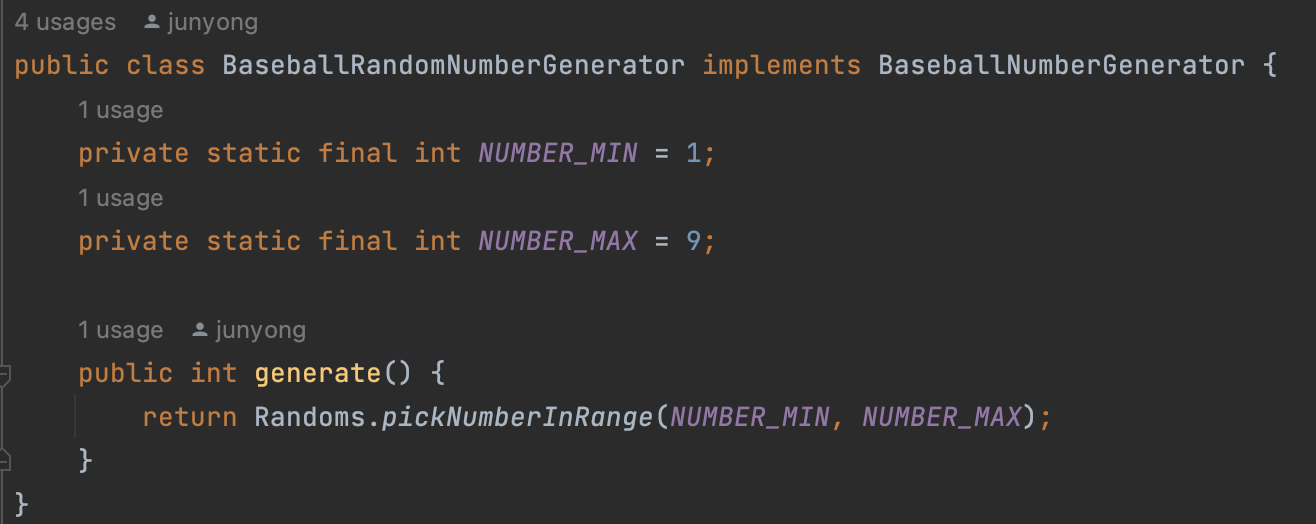 4 usages junyong
public class BaseballRandomNumberGenerator implements BaseballNumberGenerator {
1 usage
private static final int NUMBER_MIN = 1;
1 usage
private static final int NUMBER_MAX = 9;
1 usage junyong
public int generate() {
return Randoms.pickNumberInRange(NUMBER_MIN, NUMBER_MAX);
}
}